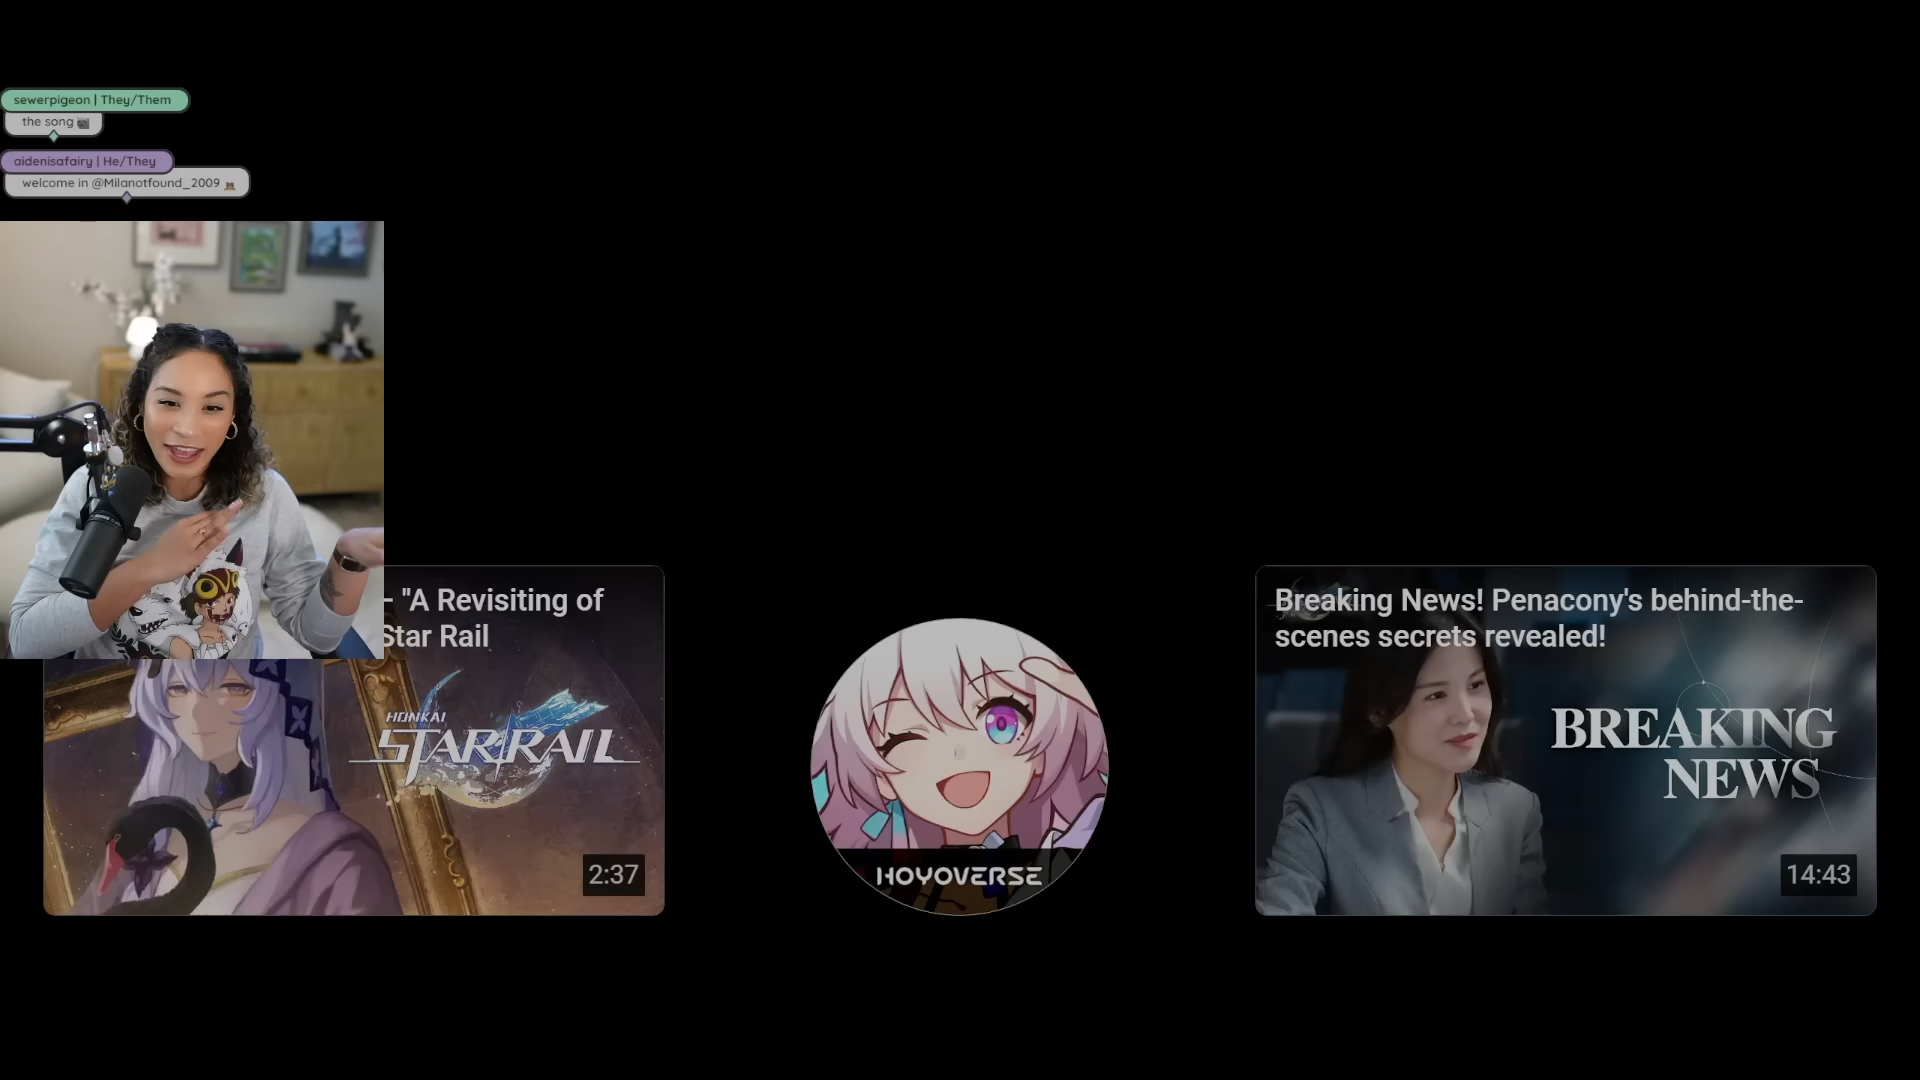 sewerpigeon | They/Them
the song
aidenisafairy | He/They
welcome in @Milanotfound_2009
- "A Revisiting of
Star Rail
HONKAI
STAR RAIL
2:37
HOYOVERSE
Breaking News! Penacony's behind-the-
scenes secrets revealed!
BREAKING
NEWS
14:43